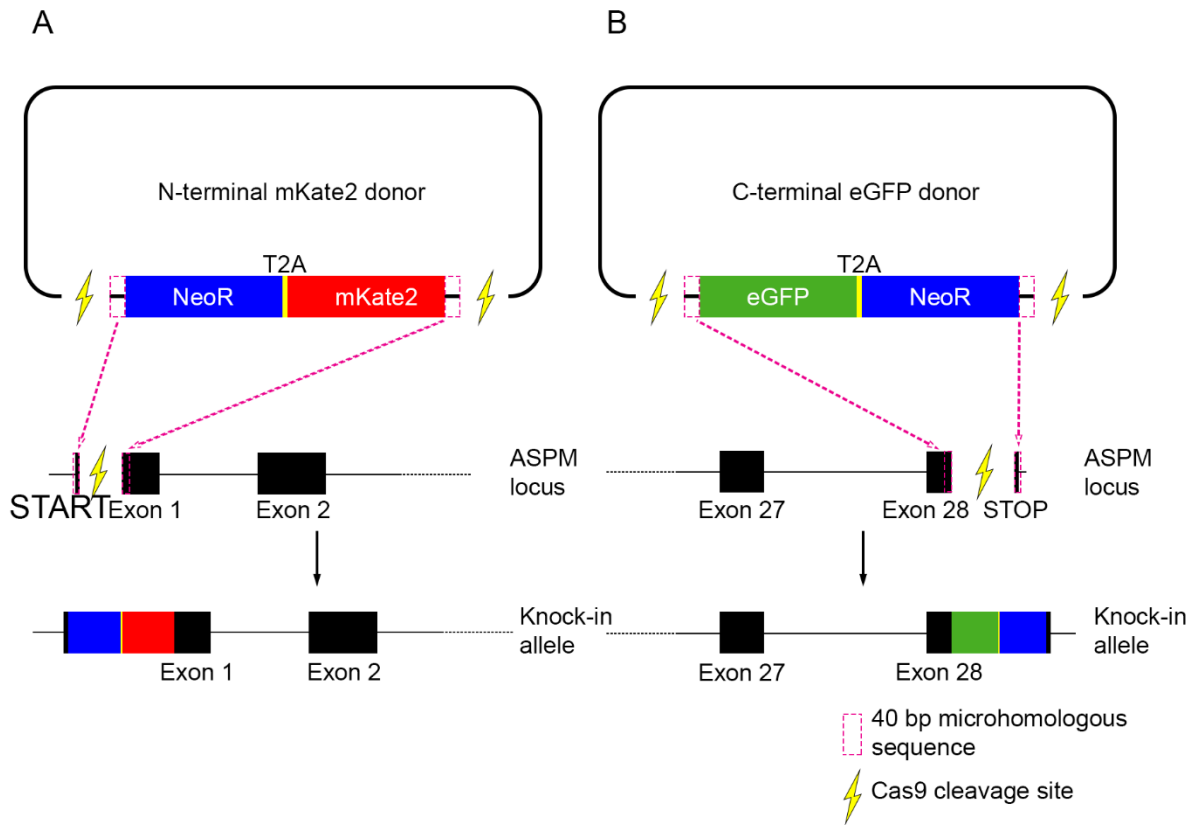 A
N-terminal mKate2 donor
T2A
NeoR
mKate2
ASPM
locus
START
Exon 1
Exon 2
Knock-in
allele
Exon 1
Exon 2
B
C-terminal eGFP donor
T2A
eGFP
NeoR
ASPM
locus
Exon 27
Exon 28
STOP
Knock-in
allele
Exon 27
Exon 28
40 bp microhomologous
sequence
Cas9 cleavage site